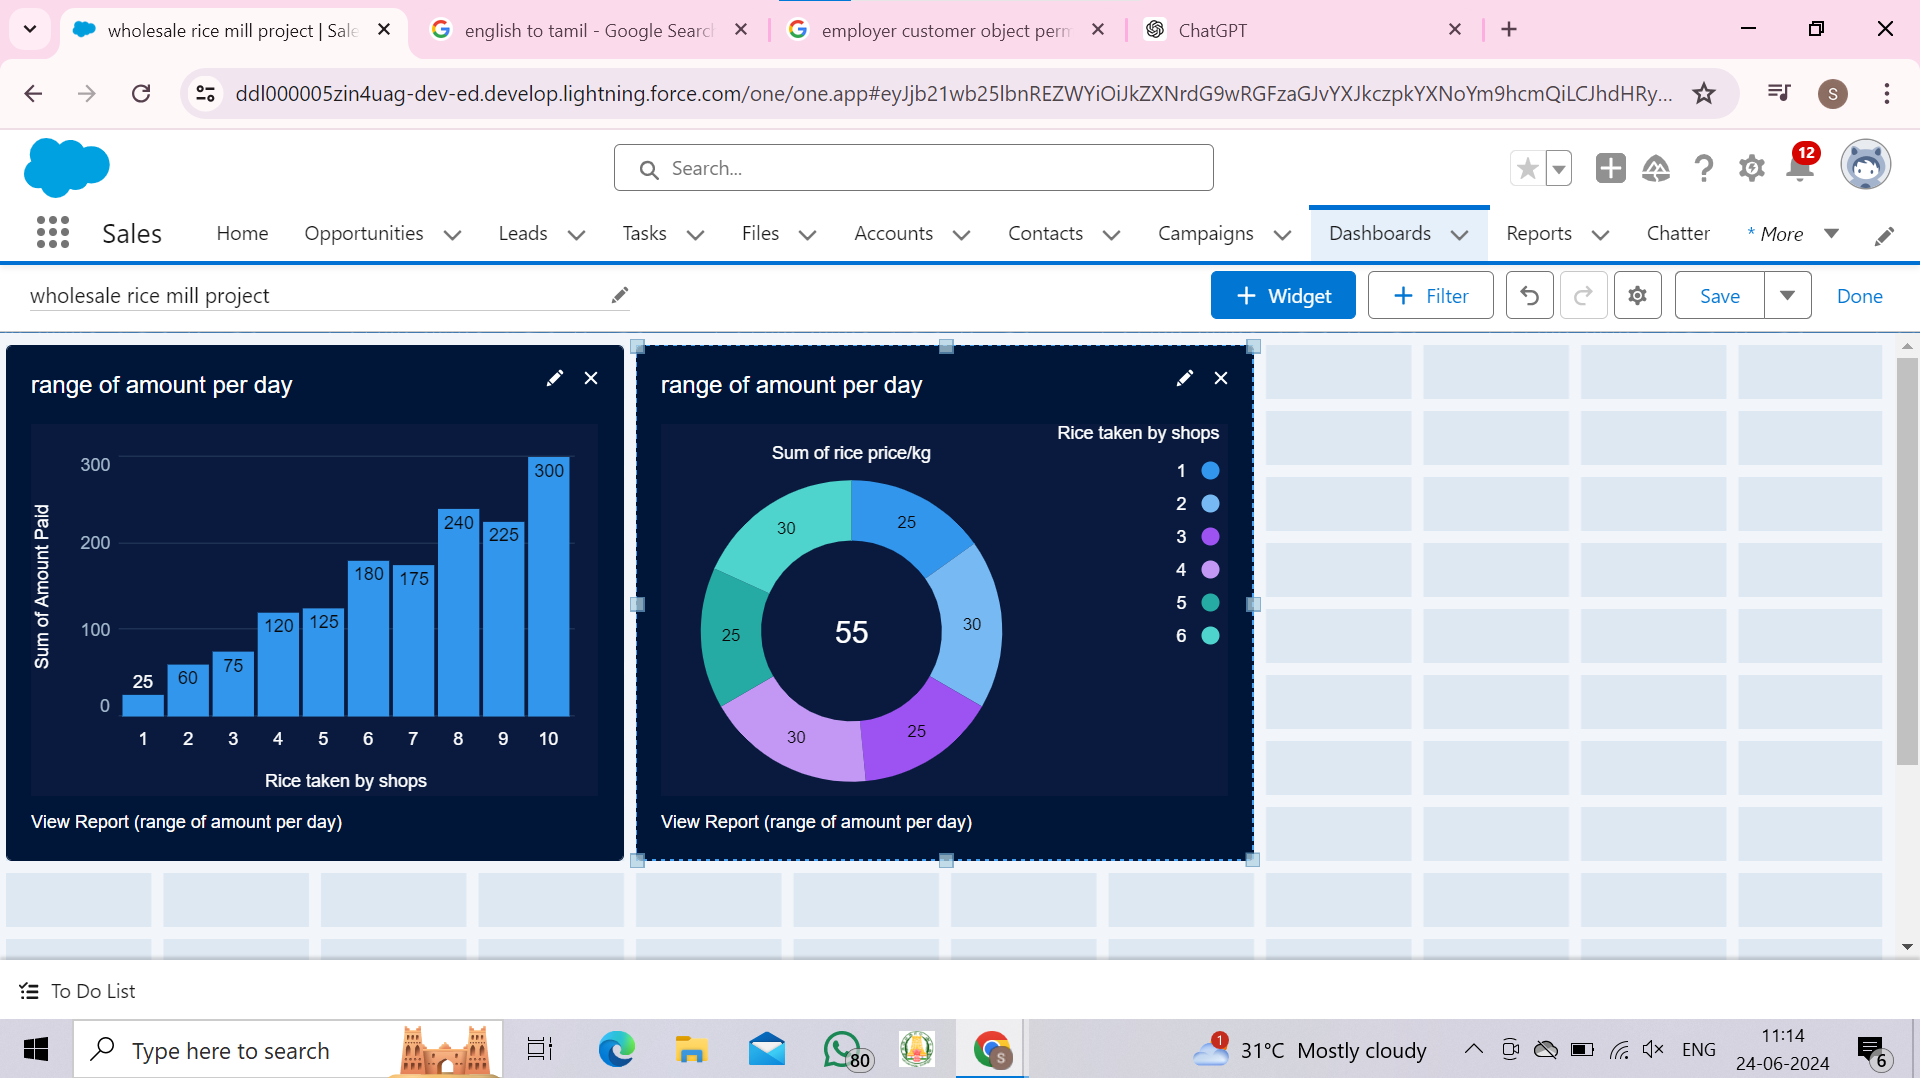 wholesale rice mill project | Sale
english to tamil - Google Search
employer customer object perm
ChatGPT
ddl000005zin4uag-dev-ed.develop.lightning.force.com/one/one.app#eyJjb21wb25lbnREZWYiOiJkZXNrdG9wRGFzaGJvYXJkczpkYXNoYm9hcmQiLCJhdHRy...
S
Search...
12
Sales
Home
Opportunities
Leads
Tasks
Files
Accounts
Contacts
Campaigns
Dashboards
Reports
Chatter
* More
wholesale rice mill project
+ Widget
+ Filter
Save
Done
range of amount per day
Sum of Amount Paid
300
200
100
0
25
60
75
120
125
180
175
240
225
300
1 2 3 4 5 6 7 8 9 10
Rice taken by shops
View Report (range of amount per day)
range of amount per day
Rice taken by shops
Sum of rice price/kg
1
2
3
4
5
6
25
30
25
30
25
30
55
View Report (range of amount per day)
To Do List
Type here to search
80
S
1
31°C Mostly cloudy
ENG
11:14
24-06-2024
6